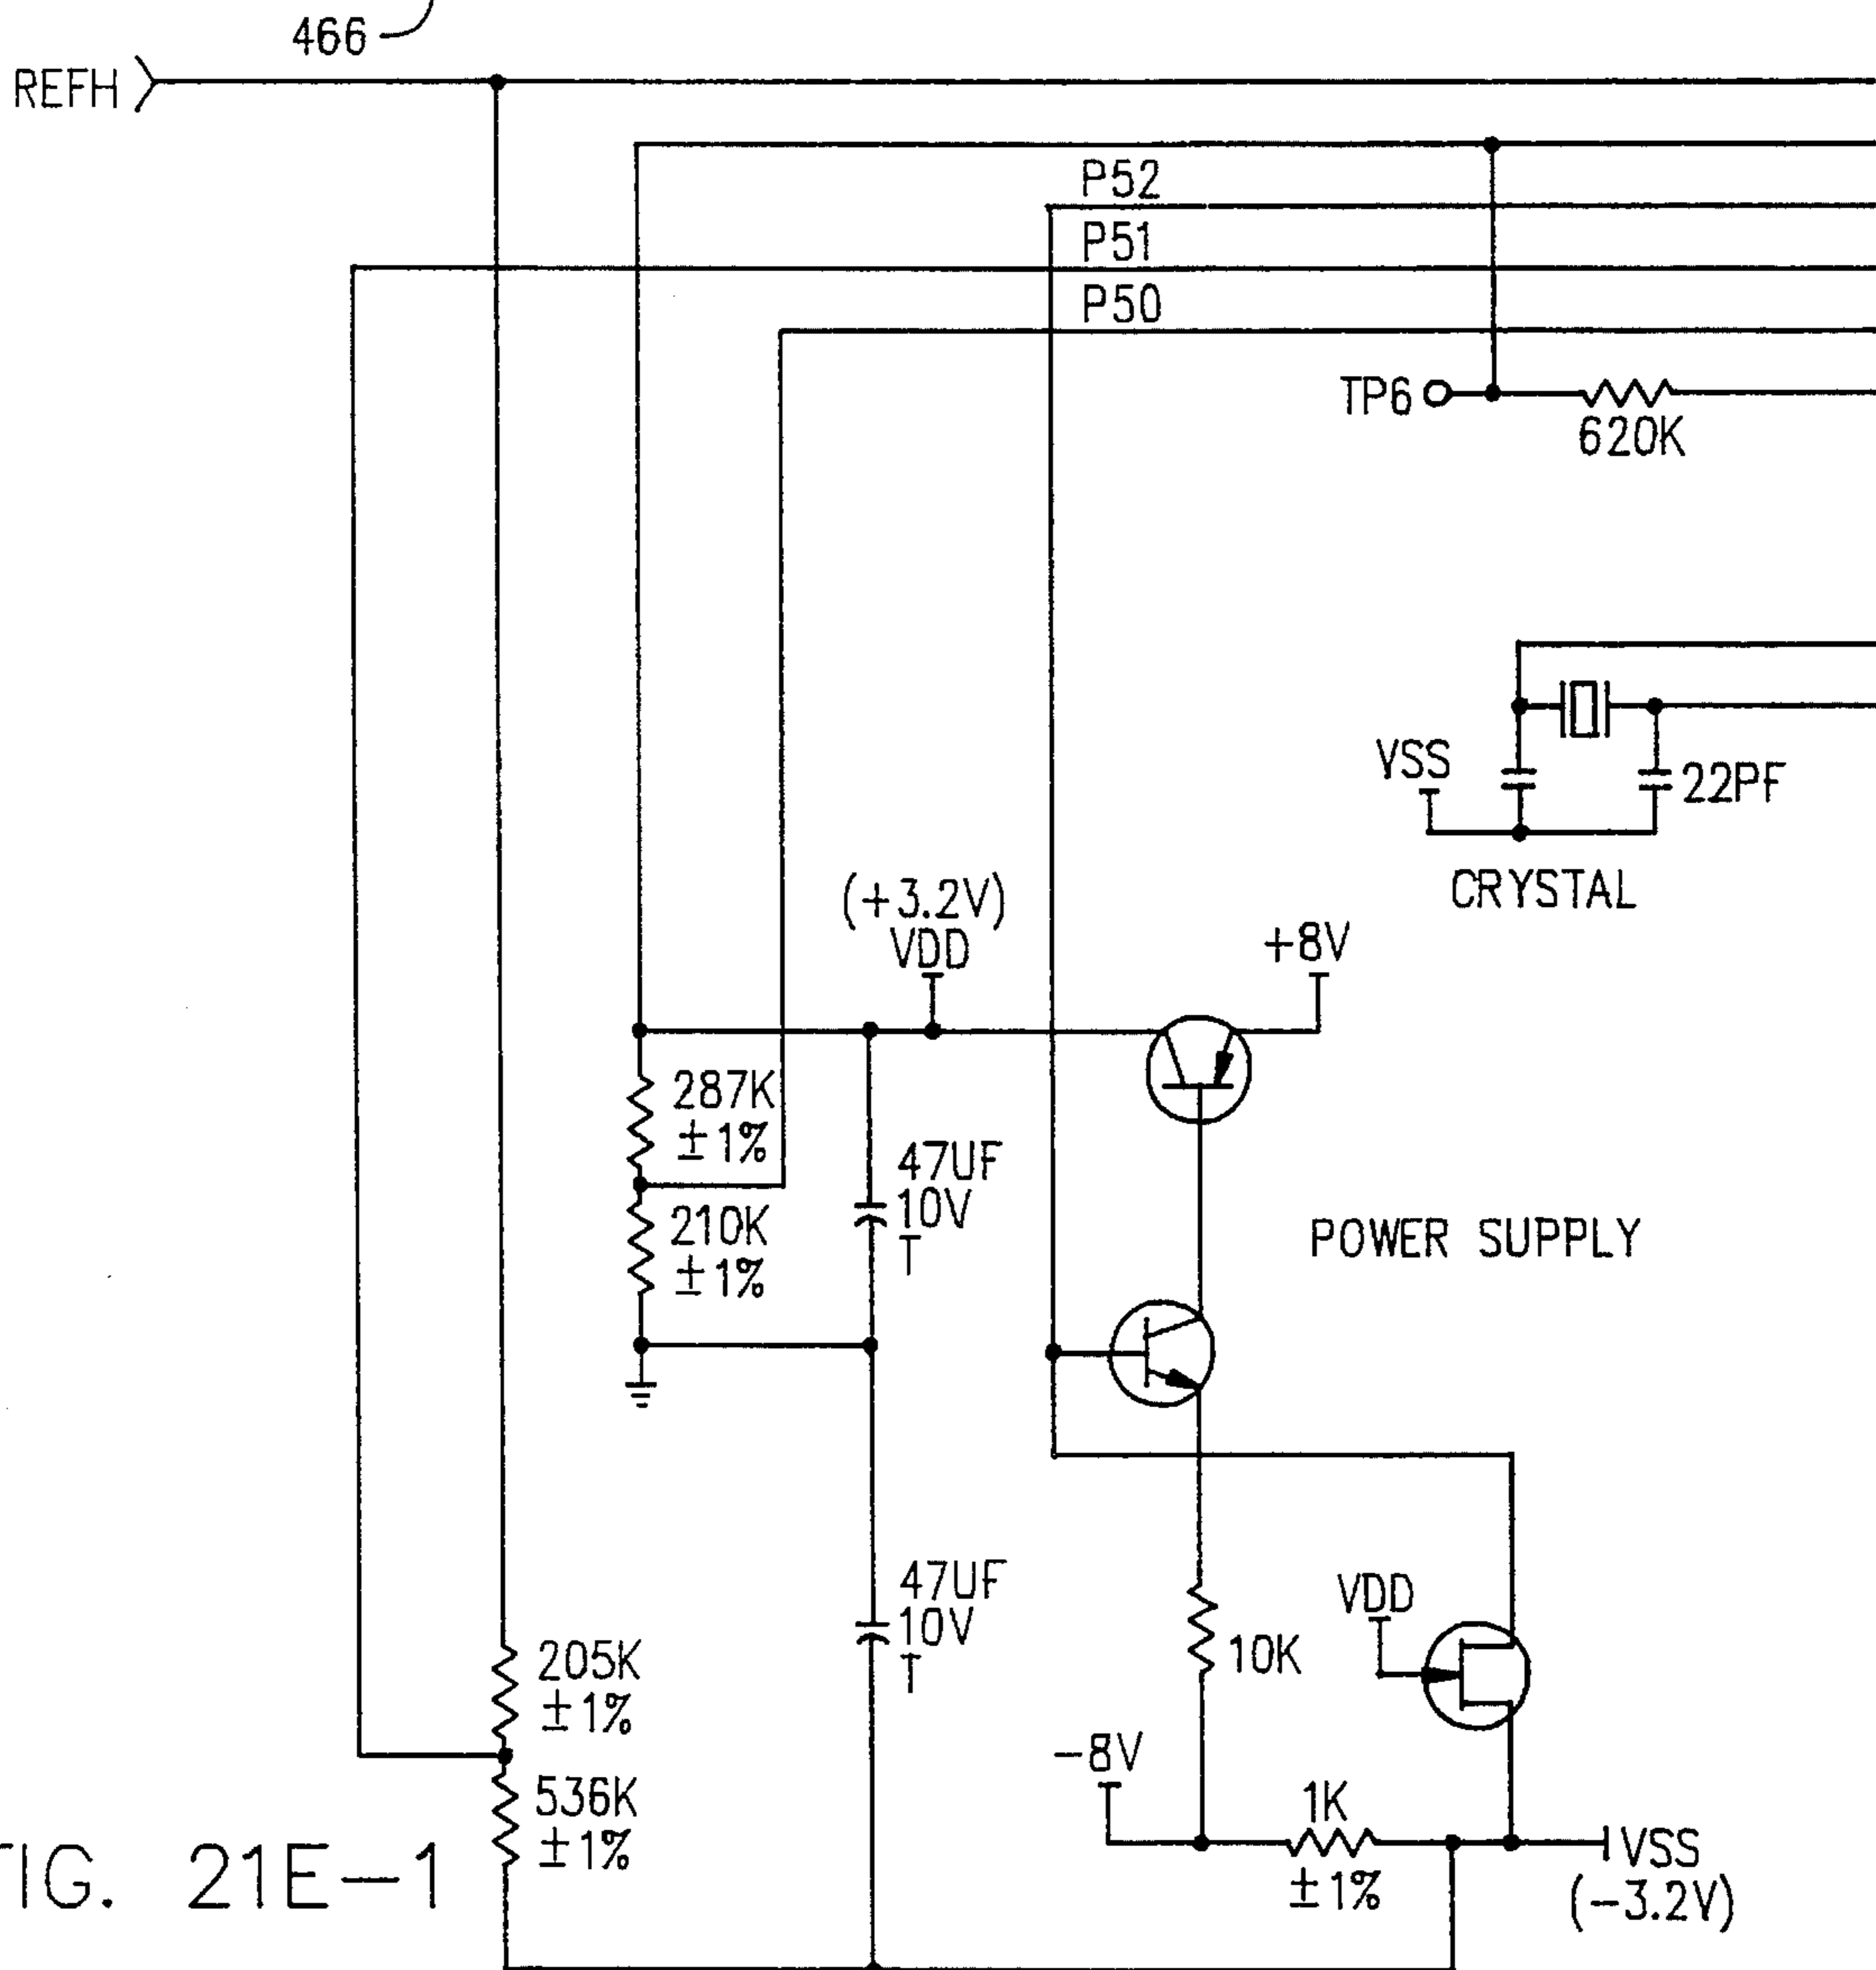 466
REFH
P52
P51
P50
TP6
620K
VSS
22PF
CRYSTAL
(+3.2V)
VDD
+8V
287K
±1%
47UF
10V
T
210K
±1%
POWER SUPPLY
47UF
10V
T
205K
±1%
10K
VDD
-8V
536K
±1%
1K
±1%
VSS
(-3.2V)
IG. 21E-1